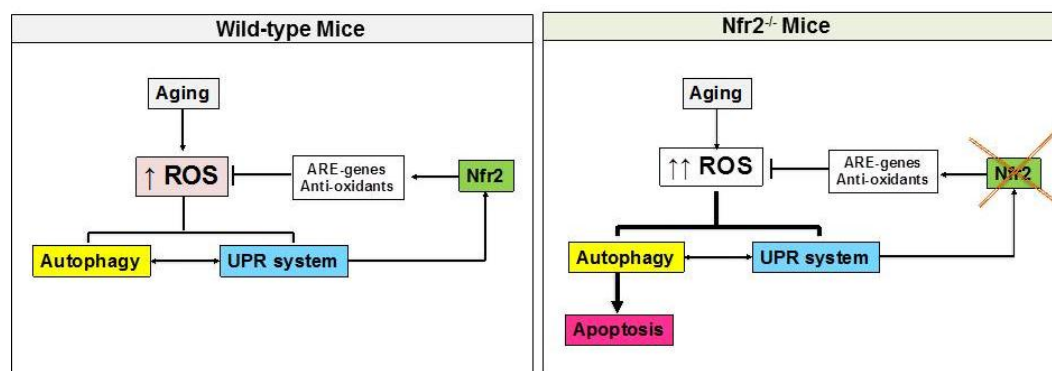 Wild-type Mice
Aging
↑ ROS
ARE-genes
Anti-oxidants
Nfr2
Autophagy
UPR system
Nfr2-/- Mice
Aging
↑↑ ROS
ARE-genes
Anti-oxidants
Nfr2
Autophagy
UPR system
Apoptosis